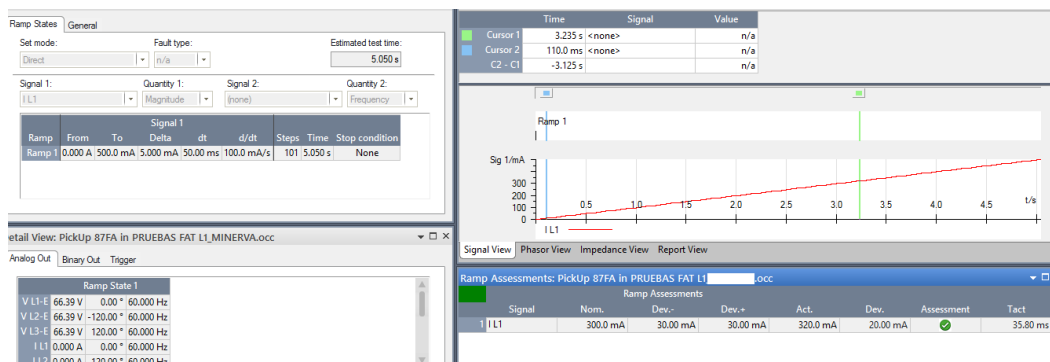 Ramp States General
Set mode: Fault type: Estimated test time:
Direct n/a 5.050 s
Signal 1: Quantity 1: Signal 2: Quantity 2:
I L1 Magnitude (none) Frequency
Signal 1
Ramp From To Delta dt d/dt Steps Time Stop condition
Ramp 1 0.000 A 500.0 mA 5.000 mA 50.00 ms 100.0 mA/s 101 5.050 s None
etail View: PickUp 87FA in PRUEBAS FAT L1_MINERVA.occ
Analog Out Binary Out Trigger
Ramp State 1
V L1-E 66.39 V 0.00 ° 60.000 Hz
V L2-E 66.39 V -120.00 ° 60.000 Hz
V L3-E 66.39 V 120.00 ° 60.000 Hz
I L1 0.000 A 0.00 ° 60.000 Hz
I L2 0.000 A -120.00 ° 60.000 Hz
Time Signal Value
Cursor 1 3.235 s <none> n/a
Cursor 2 110.0 ms <none> n/a
C2 - C1 -3.125 s n/a
Ramp 1
Sig 1/mA
300
200
100
0
0.5 1.0 1.5 2.0 2.5 3.0 3.5 4.0 4.5 t/s
I L1
Signal View Phasor View Impedance View Report View
Ramp Assessments: PickUp 87FA in PRUEBAS FAT L1 .occ
Ramp Assessments
Signal Nom. Dev.- Dev.+ Act. Dev. Assessment Tact
1 I L1 300.0 mA 30.00 mA 30.00 mA 320.0 mA 20.00 mA 35.80 ms